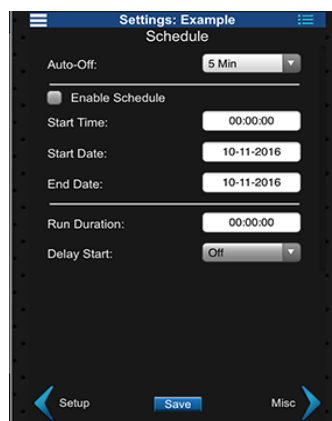 Settings: Example
Schedule
Auto-Off: 5 Min
Enable Schedule
Start Time: 00:00:00
Start Date: 10-11-2016
End Date: 10-11-2016
Run Duration: 00:00:00
Delay Start: Off
Setup Save Misc